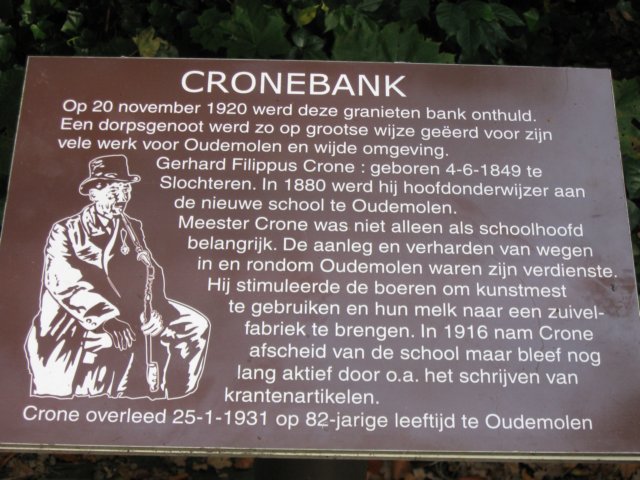 CRONEBANK
Op 20 november 1920 werd deze granieten bank onthuld.
Een dorpsgenoot werd zo op grootse wijze geëerd voor zijn
vele werk voor Oudemolen en wijde omgeving.
Gerhard Filippus Crone : geboren 4-6-1849 te
Slochteren. In 1880 werd hij hoofdonderwijzer aan
de nieuwe school te Oudemolen.
Meester Crone was niet alleen als schoolhoofd
belangrijk. De aanleg en verharden van wegen
in en rondom Oudemolen waren zijn verdienste.
Hij stimuleerde de boeren om kunstmest
te gebruiken en hun melk naar een zuivel-
fabriek te brengen. In 1916 nam Crone
afscheid van de school maar bleef nog
lang aktief door o.a. het schrijven van
krantenartikelen.
Crone overleed 25-1-1931 op 82-jarige leeftijd te Oudemolen